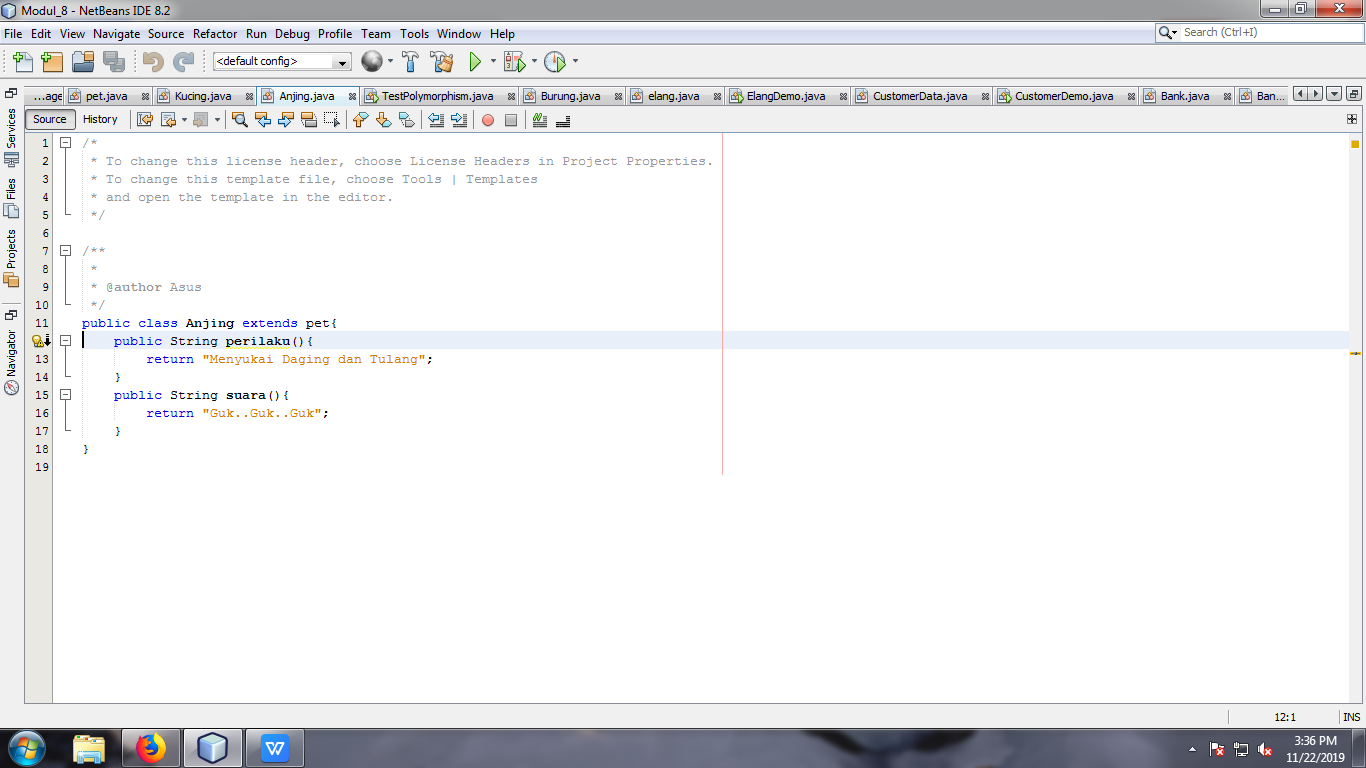 Modul_8 - NetBeans IDE 8.2
File Edit View Navigate Source Refactor Run Debug Profile Team Tools Window Help
Search (Ctrl+I)
<default config>
...age pet.java Kucing.java Anjing.java TestPolymorphism.java Burung.java elang.java ElangDemo.java CustomerData.java CustomerDemo.java Bank.java Ban...
Source History
Services
Files
Projects
Navigator
1 /*
2 * To change this license header, choose License Headers in Project Properties.
3 * To change this template file, choose Tools | Templates
4 * and open the template in the editor.
5 */
6
7 /**
8 *
9 * @author Asus
10 */
11 public class Anjing extends pet{
public String perilaku(){
13 return "Menyukai Daging dan Tulang";
14 }
15 public String suara(){
16 return "Guk..Guk..Guk";
17 }
18 }
19
12:1 INS
W
3:36 PM
11/22/2019